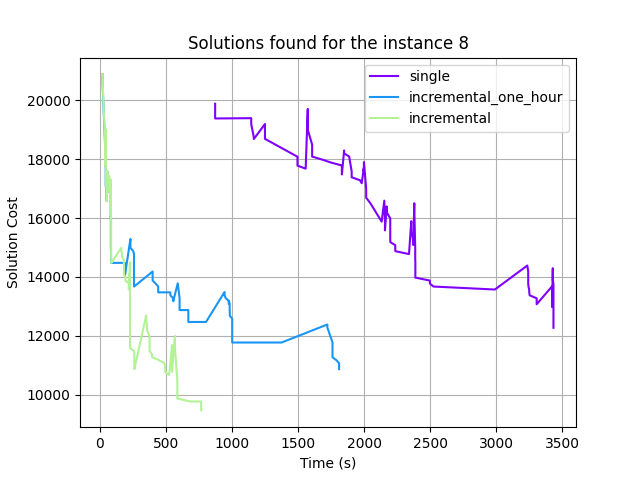 Solutions found for the instance 8
single
incremental_one_hour
incremental
Solution Cost
20000
18000
16000
14000
12000
10000
0 500 1000 1500 2000 2500 3000 3500
Time (s)